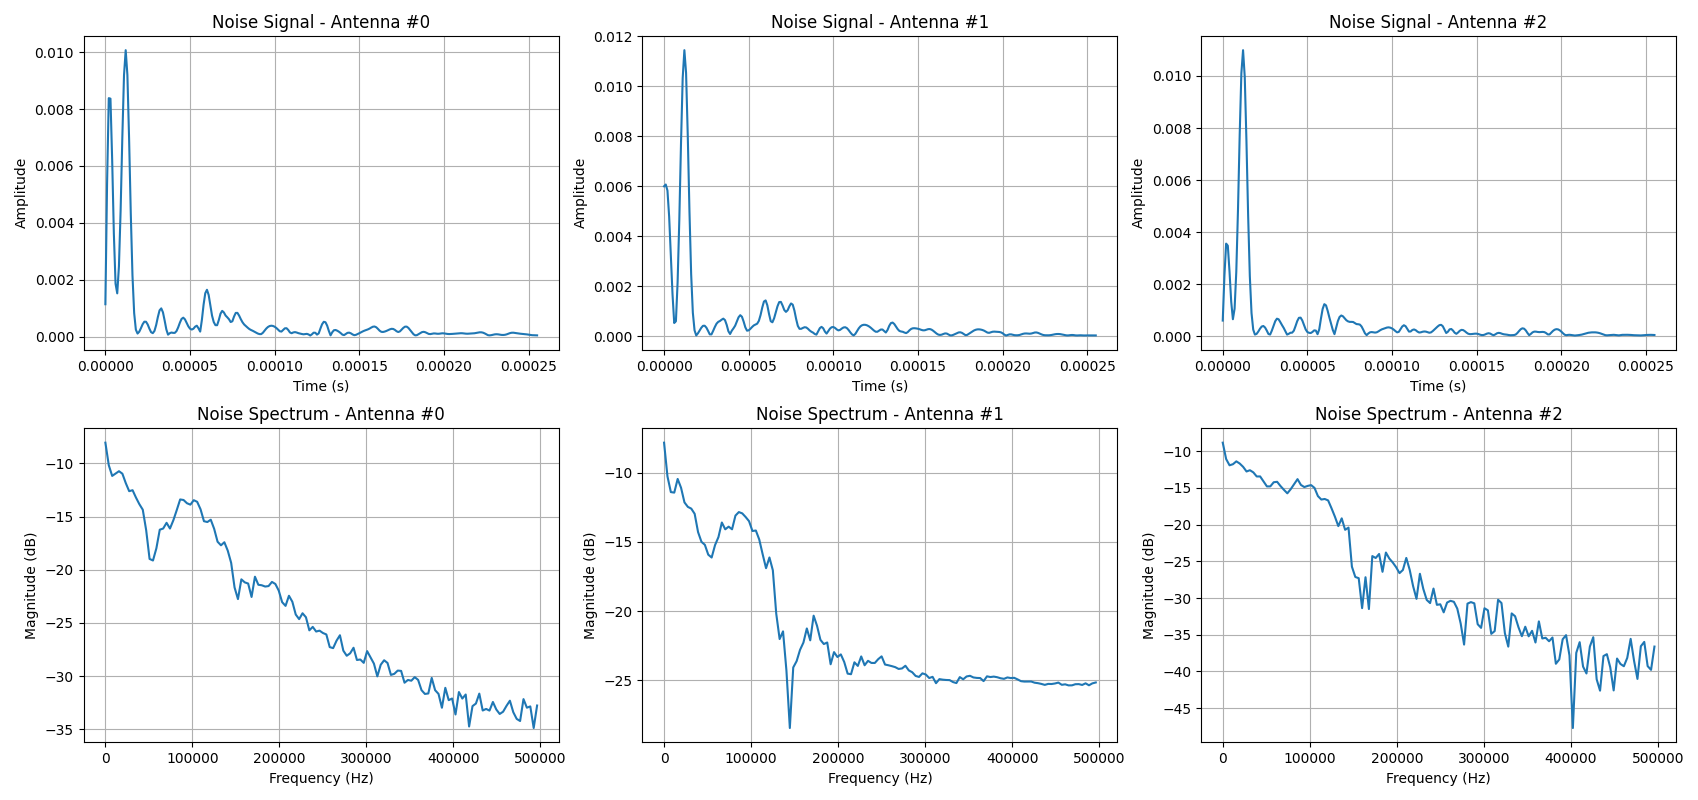 Noise Signal - Antenna #0
Amplitude
0.010
0.008
0.006
0.004
0.002
0.000
0.00000 0.00005 0.00010 0.00015 0.00020 0.00025
Time (s)
Noise Signal - Antenna #1
Amplitude
0.012
0.010
0.008
0.006
0.004
0.002
0.000
0.00000 0.00005 0.00010 0.00015 0.00020 0.00025
Time (s)
Noise Signal - Antenna #2
Amplitude
0.010
0.008
0.006
0.004
0.002
0.000
0.00000 0.00005 0.00010 0.00015 0.00020 0.00025
Time (s)
Noise Spectrum - Antenna #0
Magnitude (dB)
−10
−15
−20
−25
−30
−35
0 100000 200000 300000 400000 500000
Frequency (Hz)
Noise Spectrum - Antenna #1
Magnitude (dB)
−10
−15
−20
−25
0 100000 200000 300000 400000 500000
Frequency (Hz)
Noise Spectrum - Antenna #2
Magnitude (dB)
−10
−15
−20
−25
−30
−35
−40
−45
0 100000 200000 300000 400000 500000
Frequency (Hz)